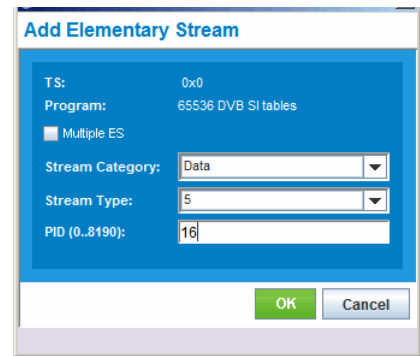 Add Elementary Stream
TS: 0x0
Program: 65536 DVB SI tables
Multiple ES
Stream Category: Data
Stream Type: 5
PID (0..8190): 16
OK Cancel